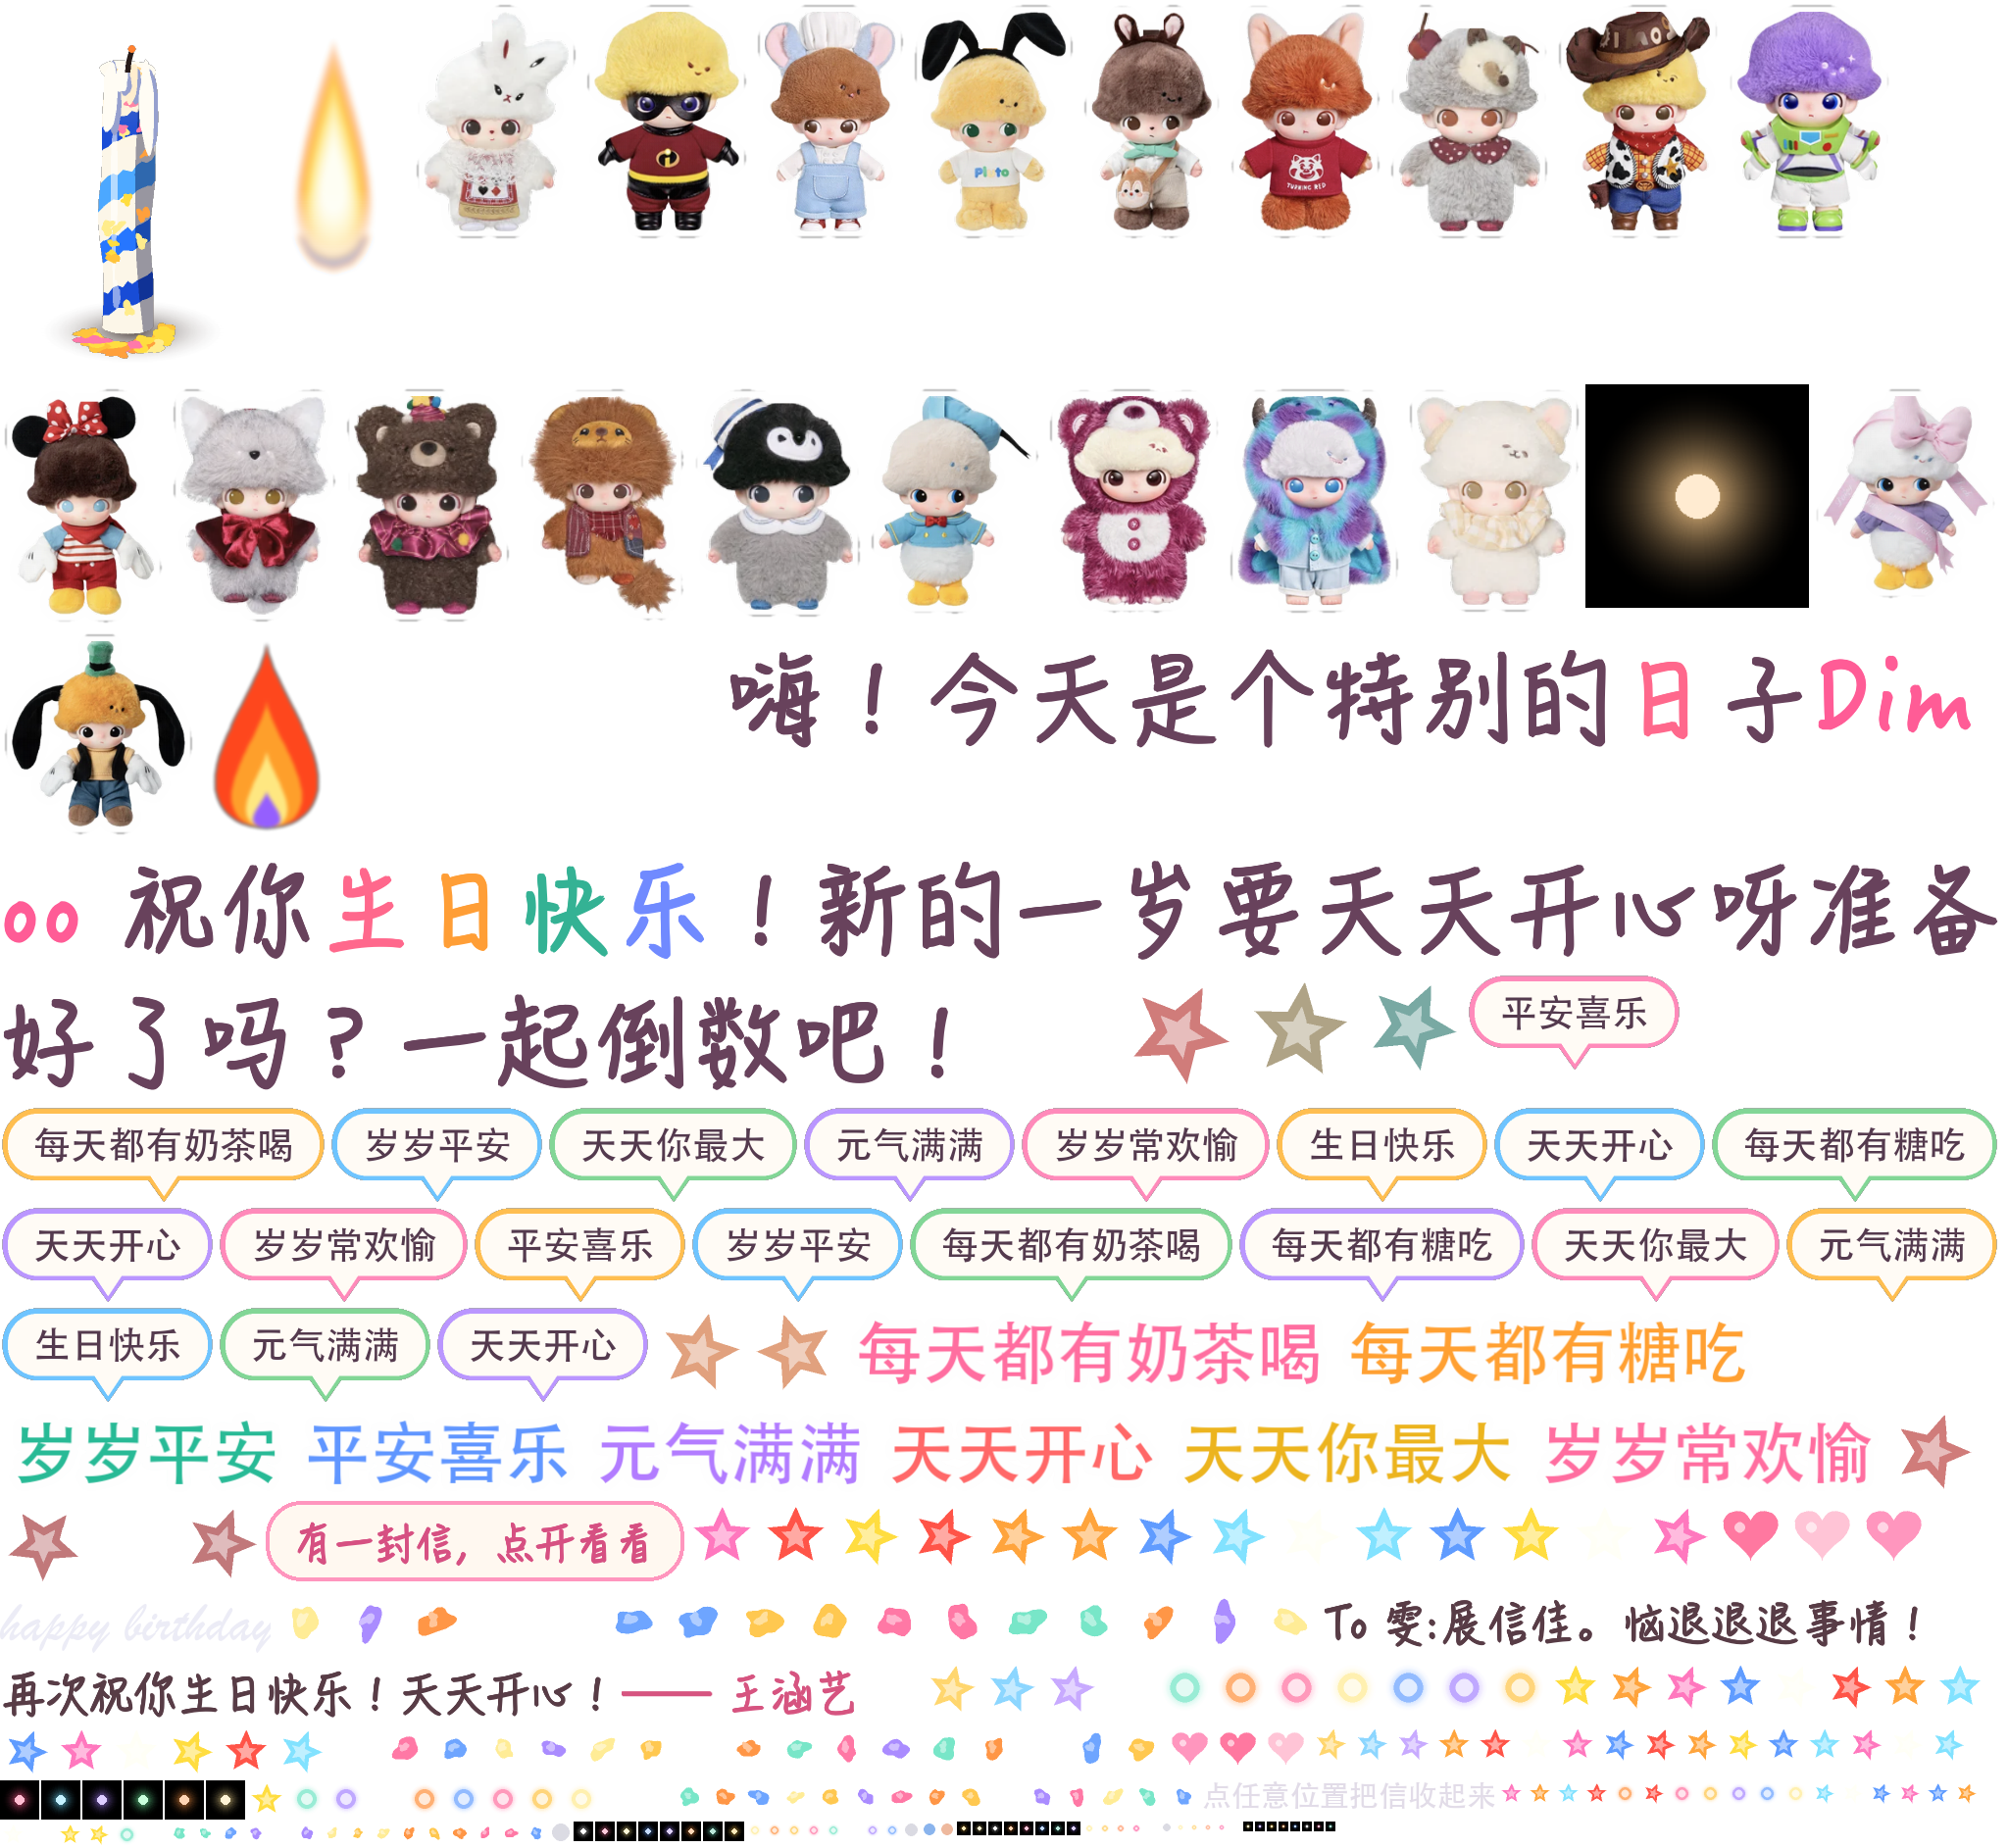 Pluto
TURNING RED
嗨！今天是个特别的日子Dim
oo 祝你生日快乐！新的一岁要天天开心呀准备
好了吗？一起倒数吧！
平安喜乐
每天都有奶茶喝 岁岁平安 天天你最大 元气满满 岁岁常欢愉 生日快乐 天天开心 每天都有糖吃
天天开心 岁岁常欢愉 平安喜乐 岁岁平安 每天都有奶茶喝 每天都有糖吃 天天你最大 元气满满
生日快乐 元气满满 天天开心 每天都有奶茶喝 每天都有糖吃
岁岁平安 平安喜乐 元气满满 天天开心 天天你最大 岁岁常欢愉
有一封信，点开看看
happy birthday To 雯:展信佳。恼退退退事情！
再次祝你生日快乐！天天开心！—— 王涵艺
点任意位置把信收起来